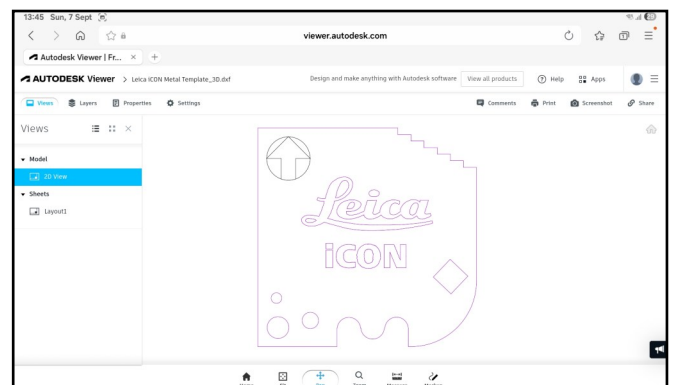 13:45 Sun, 7 Sept
viewer.autodesk.com
Autodesk Viewer | Fr...
AUTODESK Viewer > Leica iCON Metal Template_3D.dxf
Design and make anything with Autodesk software View all products Help Apps
Views Layers Properties Settings Comments Print Screenshot Share
Views
Model
2D View
Sheets
Layout1
Leica
iCON
Zoom